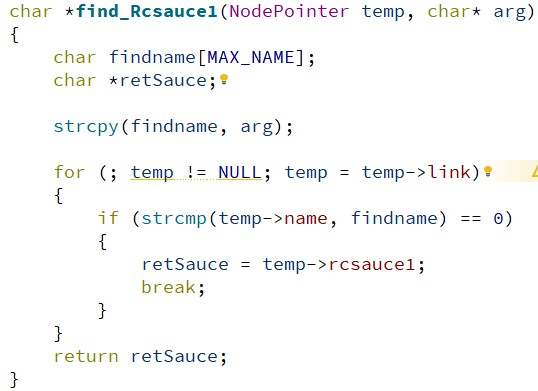 char *find_Rcsauce1(NodePointer temp, char* arg)
{
    char findname[MAX_NAME];
    char *retSauce;

    strcpy(findname, arg);

    for (; temp != NULL; temp = temp->link)
    {
        if (strcmp(temp->name, findname) == 0)
        {
            retSauce = temp->rcsauce1;
            break;
        }
    }
    return retSauce;
}